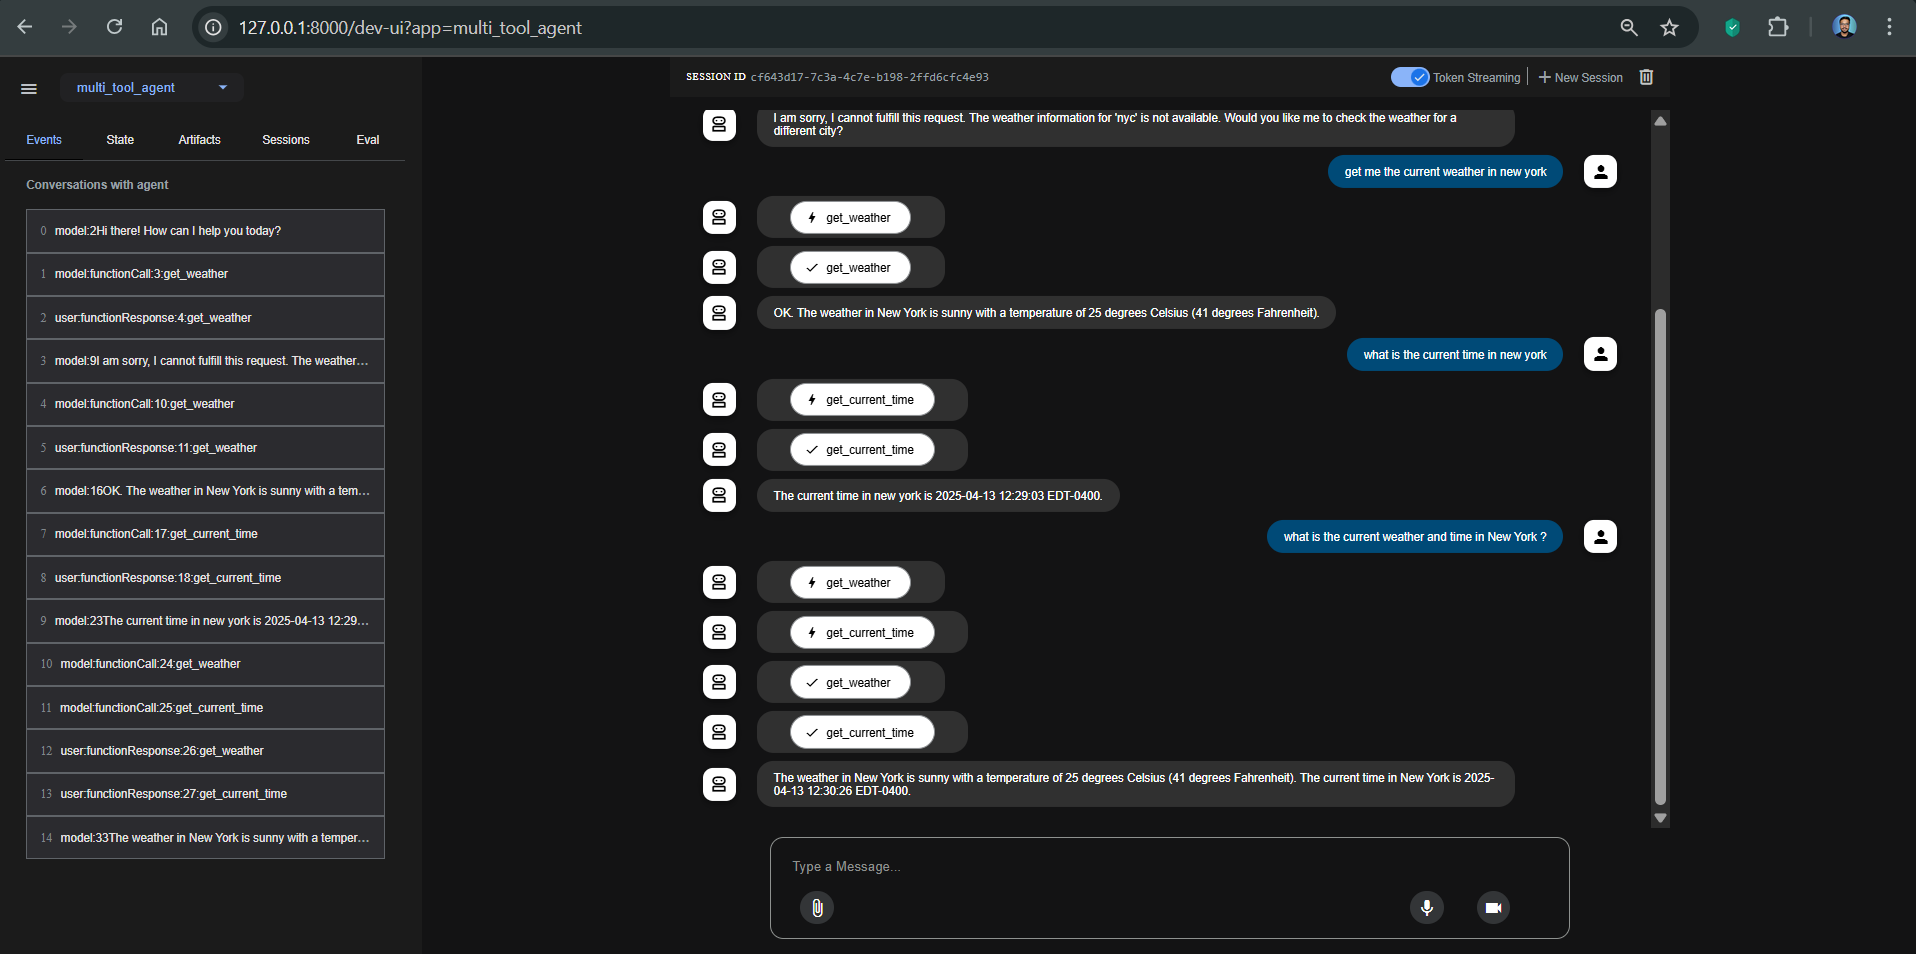 127.0.0.1:8000/dev-ui?app=multi_tool_agent
multi_tool_agent
Events State Artifacts Sessions Eval
Conversations with agent
0 model:2Hi there! How can I help you today?
1 model:functionCall:3:get_weather
2 user:functionResponse:4:get_weather
3 model:9I am sorry, I cannot fulfill this request. The weather...
4 model:functionCall:10:get_weather
5 user:functionResponse:11:get_weather
6 model:16OK. The weather in New York is sunny with a tem...
7 model:functionCall:17:get_current_time
8 user:functionResponse:18:get_current_time
9 model:23The current time in new york is 2025-04-13 12:29...
10 model:functionCall:24:get_weather
11 model:functionCall:25:get_current_time
12 user:functionResponse:26:get_weather
13 user:functionResponse:27:get_current_time
14 model:33The weather in New York is sunny with a temper...
SESSION ID cf643d17-7c3a-4c7e-b198-2ffd6cfc4e93
Token Streaming
New Session
I am sorry, I cannot fulfill this request. The weather information for 'nyc' is not available. Would you like me to check the weather for a
different city?
get me the current weather in new york
get_weather
get_weather
OK. The weather in New York is sunny with a temperature of 25 degrees Celsius (41 degrees Fahrenheit).
what is the current time in new york
get_current_time
get_current_time
The current time in new york is 2025-04-13 12:29:03 EDT-0400.
what is the current weather and time in New York ?
get_weather
get_current_time
get_weather
get_current_time
The weather in New York is sunny with a temperature of 25 degrees Celsius (41 degrees Fahrenheit). The current time in New York is 2025-
04-13 12:30:26 EDT-0400.
Type a Message...